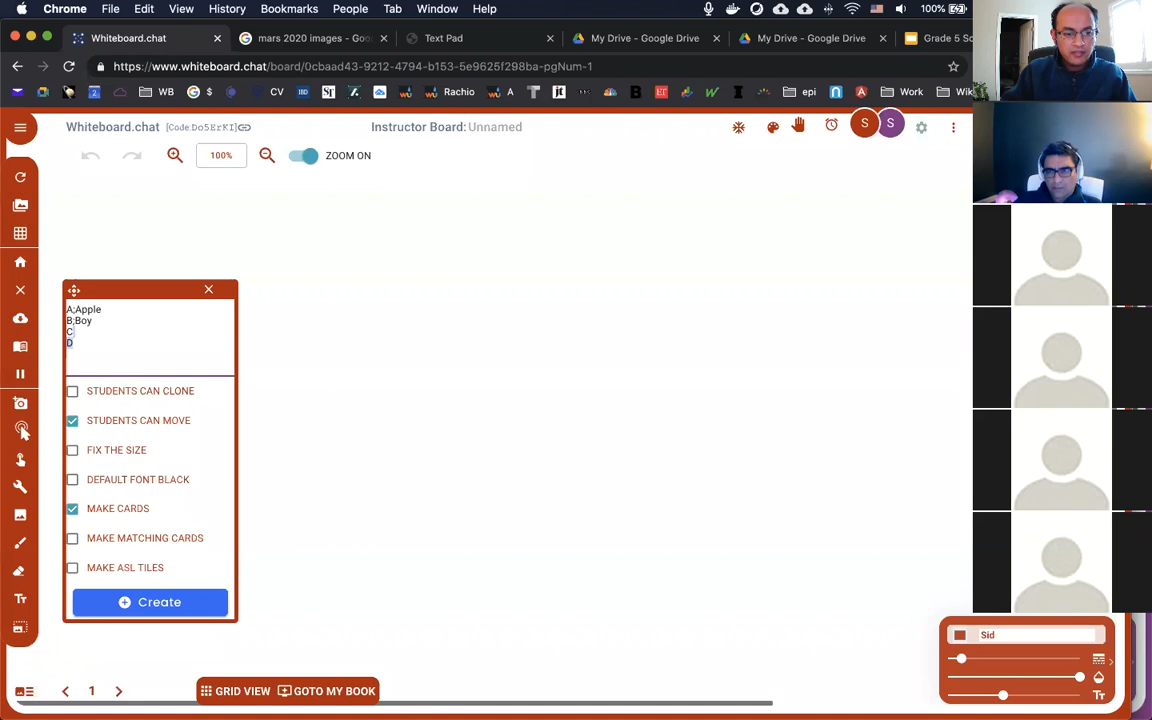 Chrome File Edit View History Bookmarks People Tab Window Help 100%
Whiteboard.chat mars 2020 images - Go Text Pad My Drive - Google Drive My Drive - Google Drive Grade 5 Sc
https://www.whiteboard.chat/board/0cbaad43-9212-4794-b153-5e9625f298ba-pgNum-1
WB $ CV Rachio A epi Work Wik
Whiteboard.chat [Code:Do5ErKI] Instructor Board: Unnamed S S
100% ZOOM ON
A;Apple
B;Boy
C
D
STUDENTS CAN CLONE
STUDENTS CAN MOVE
FIX THE SIZE
DEFAULT FONT BLACK
MAKE CARDS
MAKE MATCHING CARDS
MAKE ASL TILES
Create
Sid
1 GRID VIEW GOTO MY BOOK